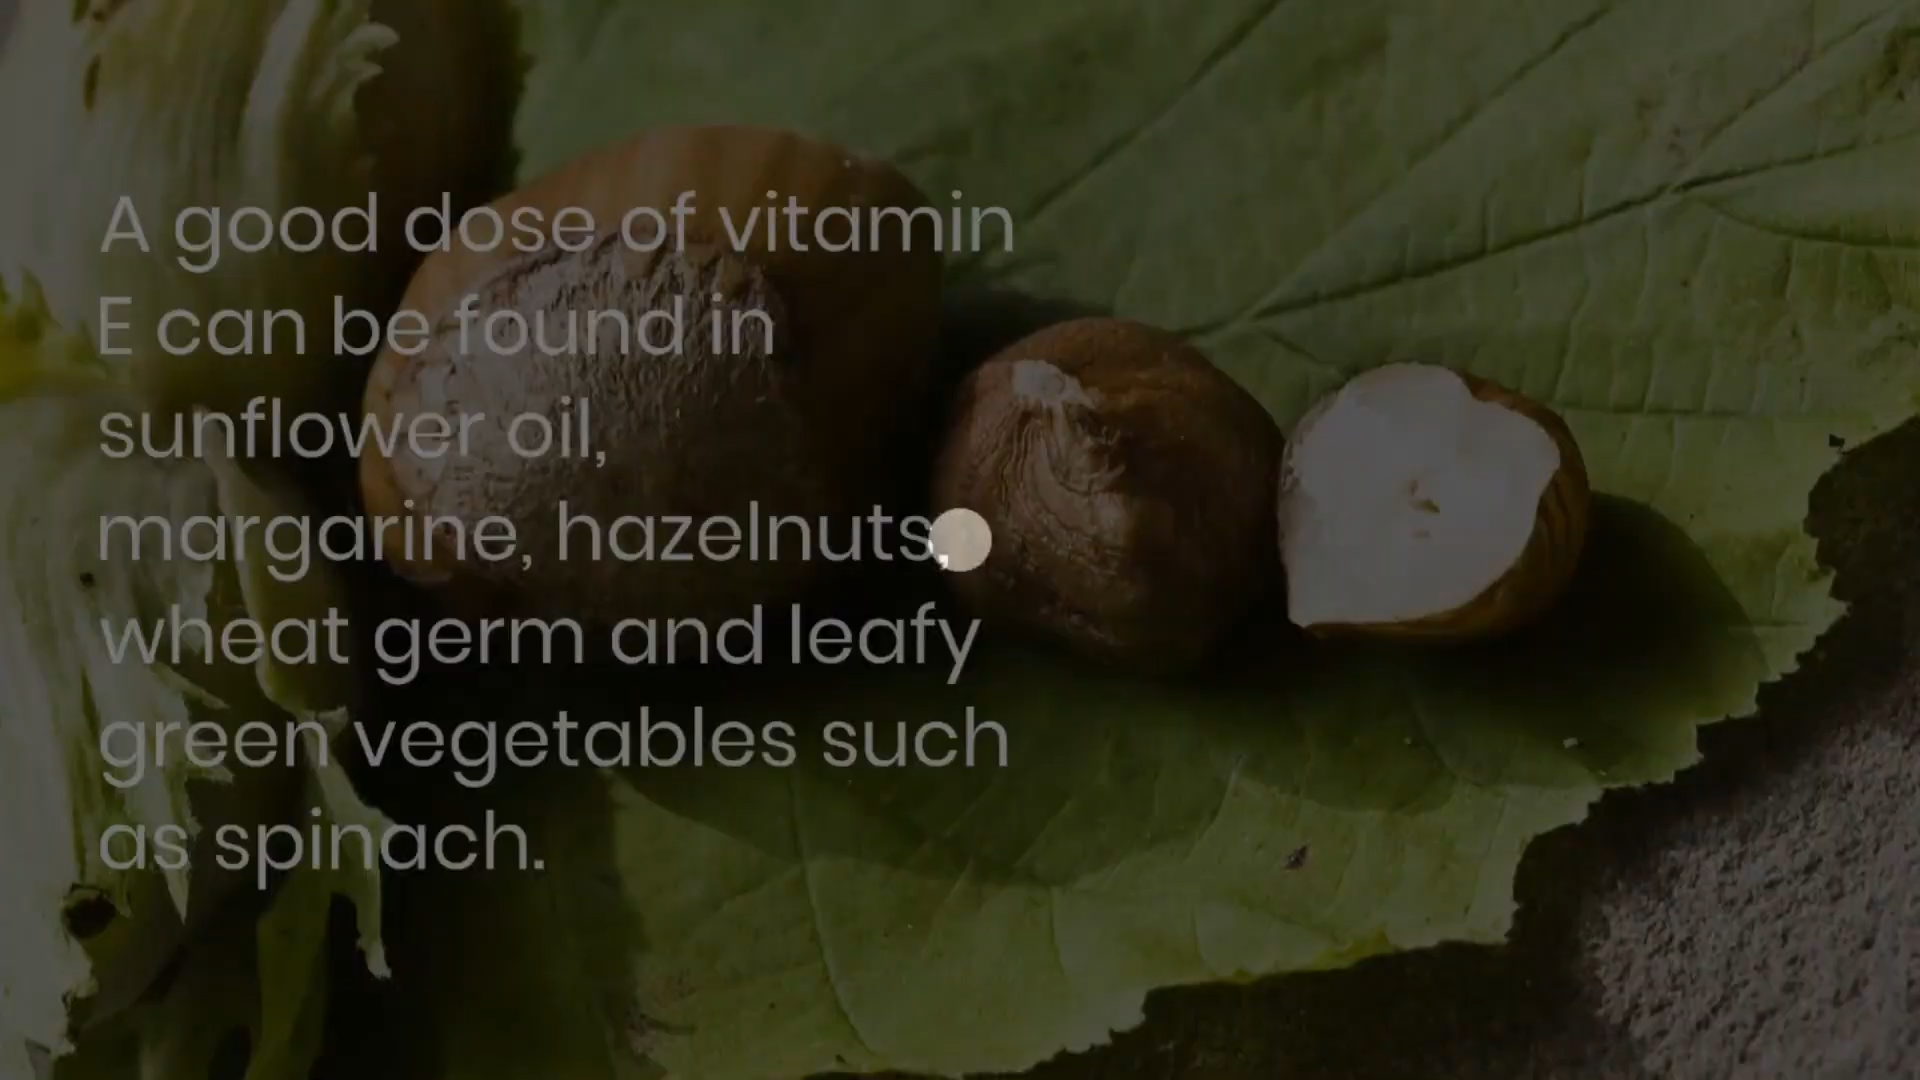 A good dose of vitamin
E can be found in
sunflower oil,
margarine, hazelnuts,
wheat germ and leafy
green vegetables such
as spinach.